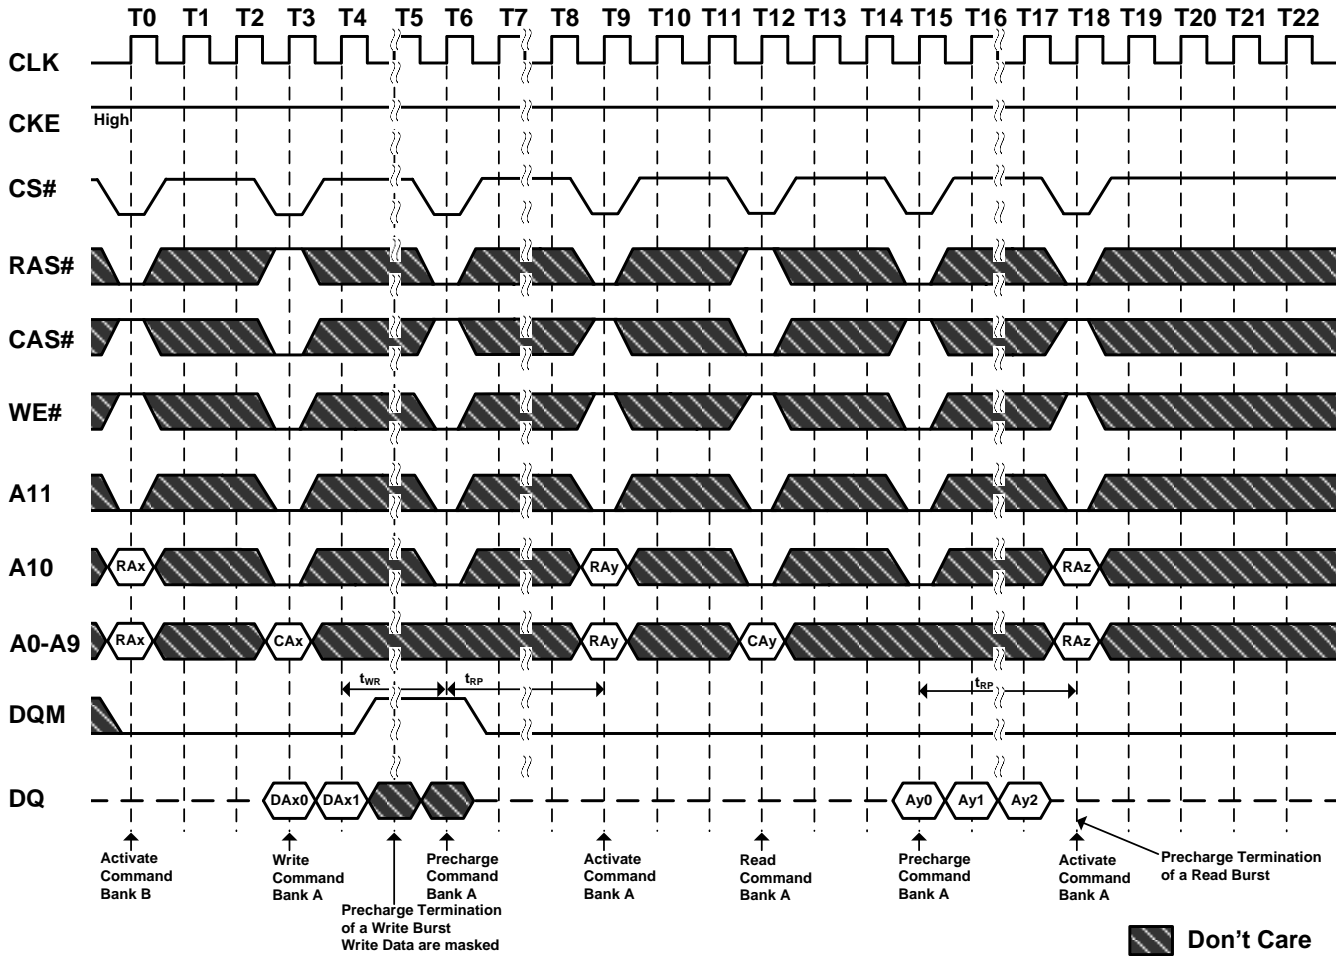 T0 T1 T2 T3 T4 T5 T6 T7 T8 T9 T10 T11 T12 T13 T14 T15 T16 T17 T18 T19 T20 T21 T22
CLK
CKE
High
CS#
RAS#
CAS#
WE#
A11
A10
RAx RAy RAz
A0-A9
RAx CAx RAy CAy RAz
tWR tRP tRP
DQM
DQ
DAx0 DAx1 Ay0 Ay1 Ay2
Activate
Command
Bank B
Write
Command
Bank A
Precharge
Command
Bank A
Activate
Command
Bank A
Read
Command
Bank A
Precharge
Command
Bank A
Activate
Command
Bank A
Precharge Termination
of a Read Burst
Precharge Termination
of a Write Burst
Write Data are masked
Don't Care